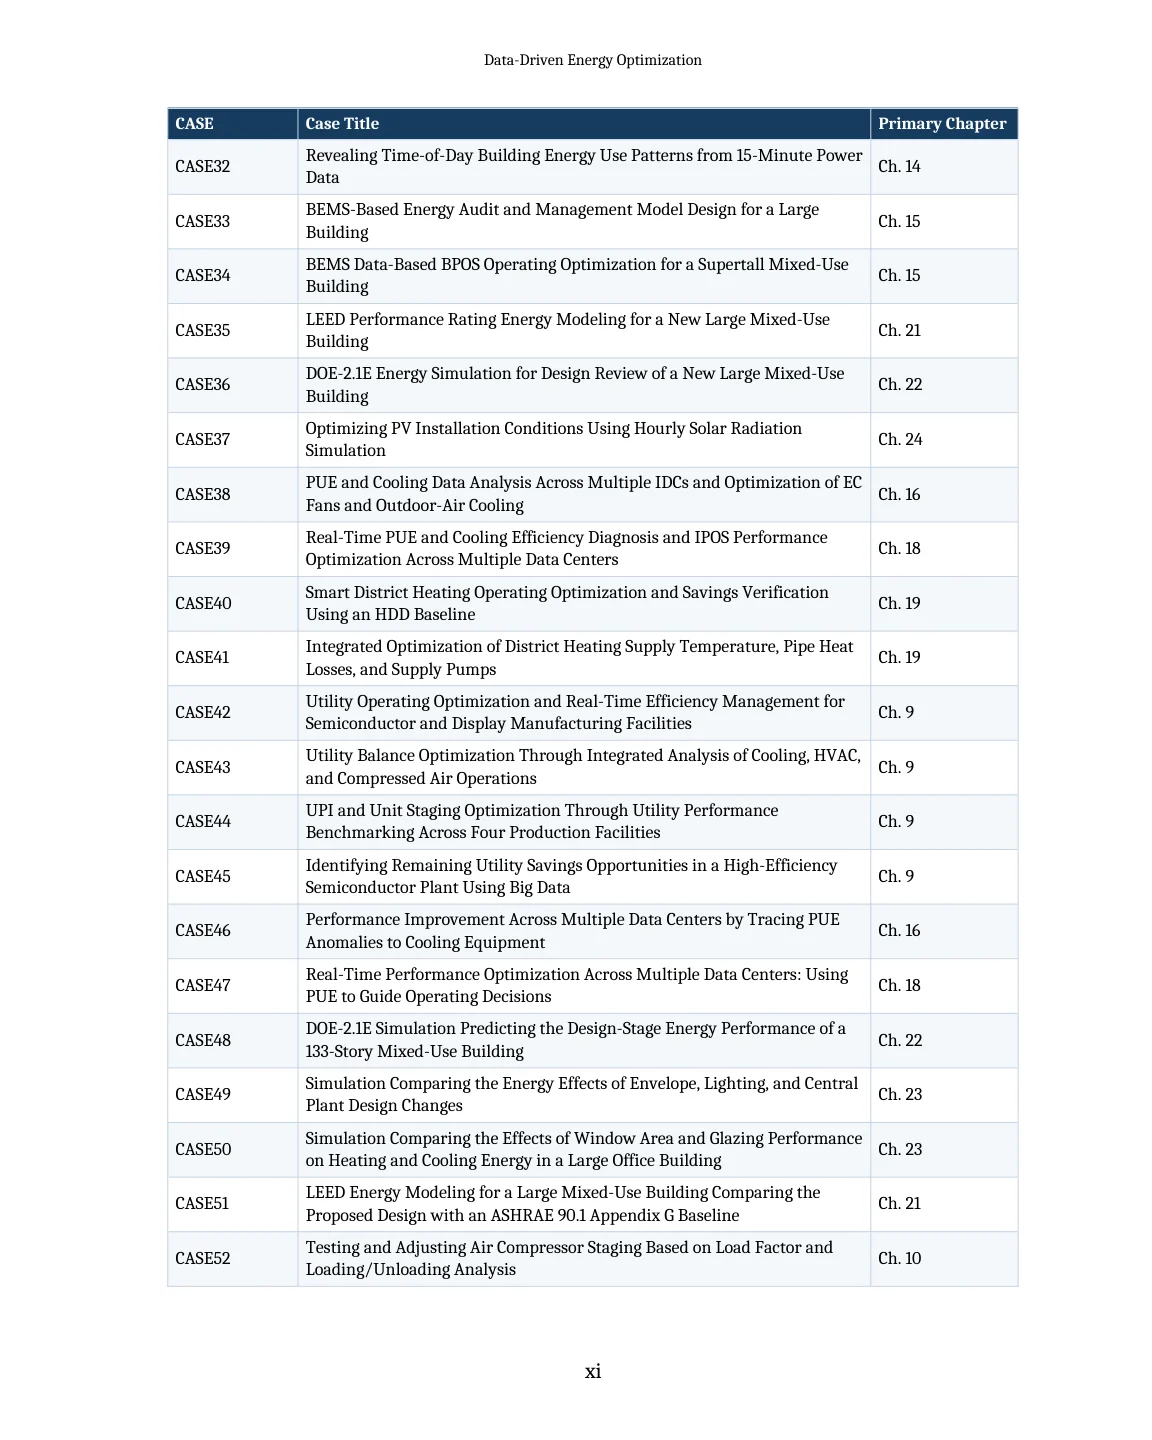 Data-Driven Energy Optimization
CASE Case Title Primary Chapter
CASE32 Revealing Time-of-Day Building Energy Use Patterns from 15-Minute Power Ch. 14
Data
CASE33 BEMS-Based Energy Audit and Management Model Design for a Large Ch. 15
Building
CASE34 BEMS Data-Based BPOS Operating Optimization for a Supertall Mixed-Use Ch. 15
Building
CASE35 LEED Performance Rating Energy Modeling for a New Large Mixed-Use Ch. 21
Building
CASE36 DOE-2.1E Energy Simulation for Design Review of a New Large Mixed-Use Ch. 22
Building
CASE37 Optimizing PV Installation Conditions Using Hourly Solar Radiation Ch. 24
Simulation
CASE38 PUE and Cooling Data Analysis Across Multiple IDCs and Optimization of EC Ch. 16
Fans and Outdoor-Air Cooling
CASE39 Real-Time PUE and Cooling Efficiency Diagnosis and IPOS Performance Ch. 18
Optimization Across Multiple Data Centers
CASE40 Smart District Heating Operating Optimization and Savings Verification Ch. 19
Using an HDD Baseline
CASE41 Integrated Optimization of District Heating Supply Temperature, Pipe Heat Ch. 19
Losses, and Supply Pumps
CASE42 Utility Operating Optimization and Real-Time Efficiency Management for Ch. 9
Semiconductor and Display Manufacturing Facilities
CASE43 Utility Balance Optimization Through Integrated Analysis of Cooling, HVAC, Ch. 9
and Compressed Air Operations
CASE44 UPI and Unit Staging Optimization Through Utility Performance Ch. 9
Benchmarking Across Four Production Facilities
CASE45 Identifying Remaining Utility Savings Opportunities in a High-Efficiency Ch. 9
Semiconductor Plant Using Big Data
CASE46 Performance Improvement Across Multiple Data Centers by Tracing PUE Ch. 16
Anomalies to Cooling Equipment
CASE47 Real-Time Performance Optimization Across Multiple Data Centers: Using Ch. 18
PUE to Guide Operating Decisions
CASE48 DOE-2.1E Simulation Predicting the Design-Stage Energy Performance of a Ch. 22
133-Story Mixed-Use Building
CASE49 Simulation Comparing the Energy Effects of Envelope, Lighting, and Central Ch. 23
Plant Design Changes
CASE50 Simulation Comparing the Effects of Window Area and Glazing Performance Ch. 23
on Heating and Cooling Energy in a Large Office Building
CASE51 LEED Energy Modeling for a Large Mixed-Use Building Comparing the Ch. 21
Proposed Design with an ASHRAE 90.1 Appendix G Baseline
CASE52 Testing and Adjusting Air Compressor Staging Based on Load Factor and Ch. 10
Loading/Unloading Analysis
xi